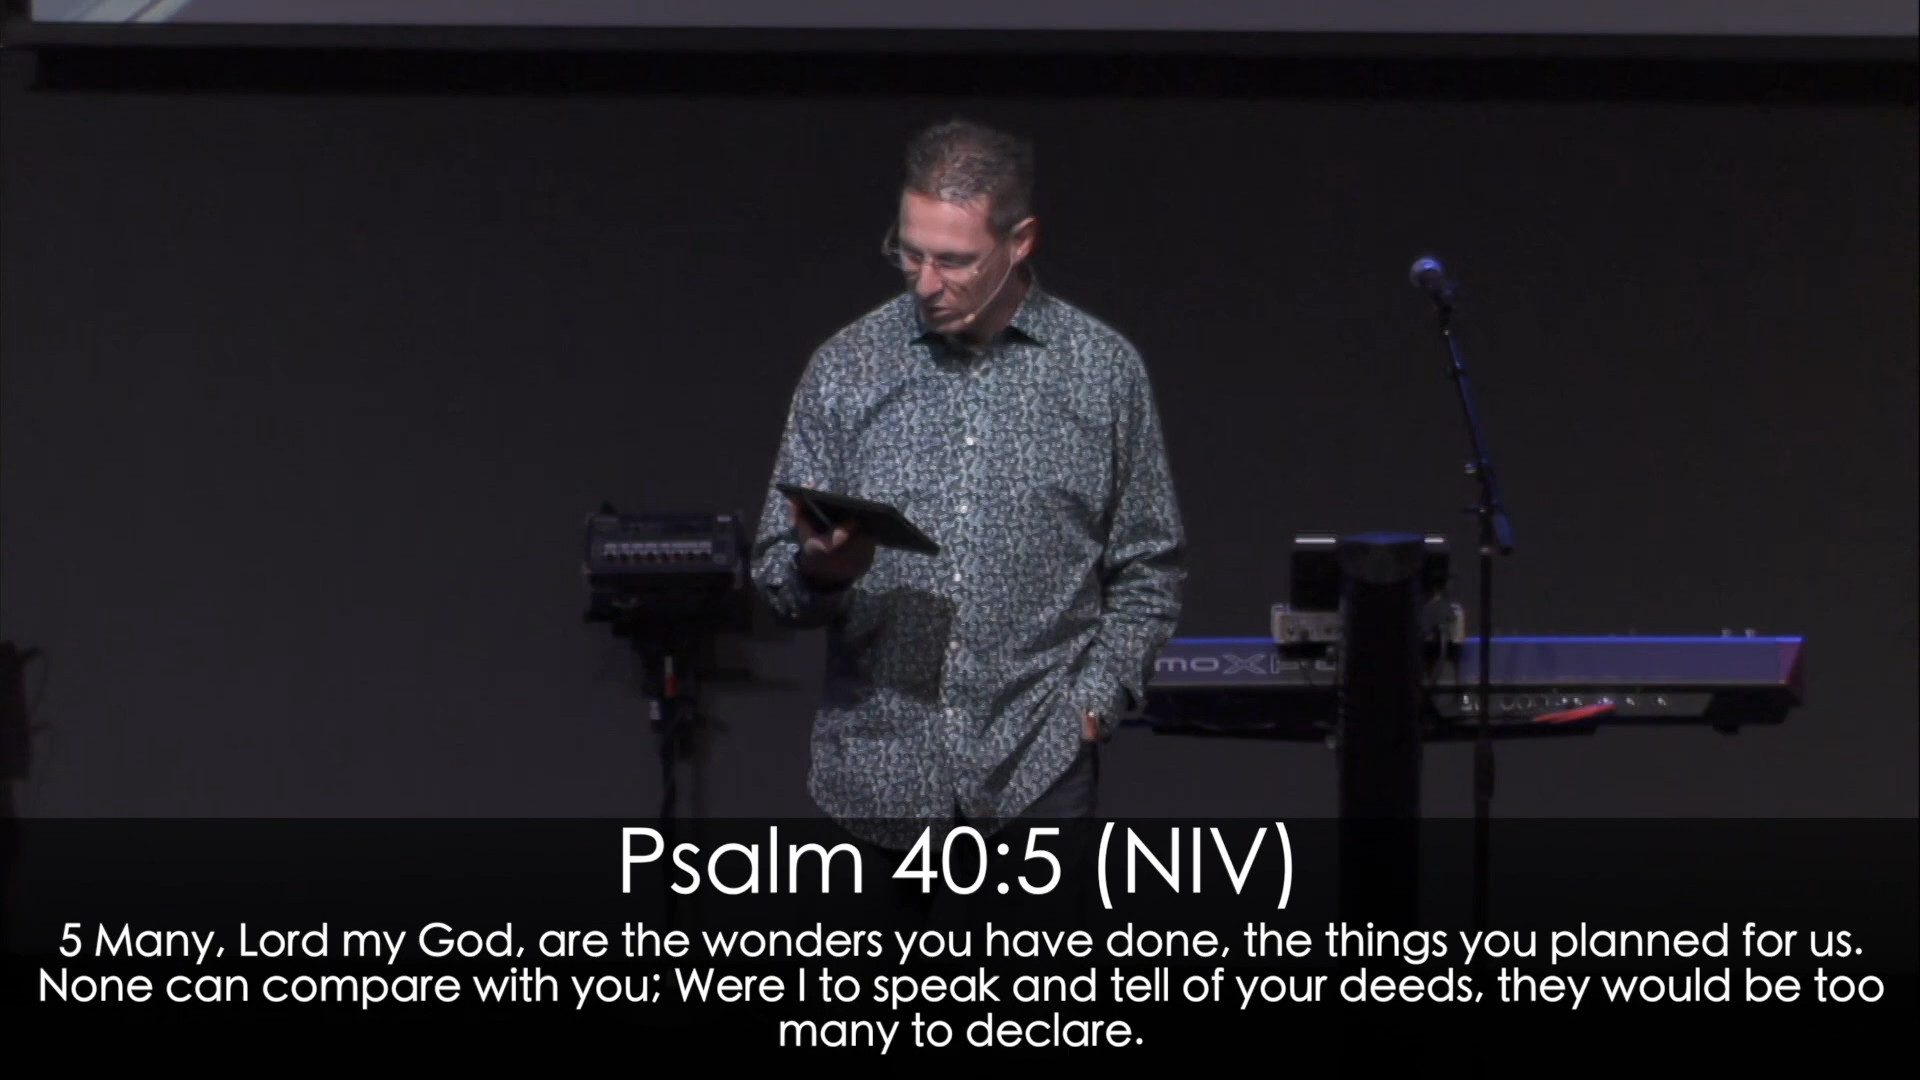 moXF
Psalm 40:5 (NIV)
5 Many, Lord my God, are the wonders you have done, the things you planned for us.
None can compare with you; Were I to speak and tell of your deeds, they would be too
many to declare.